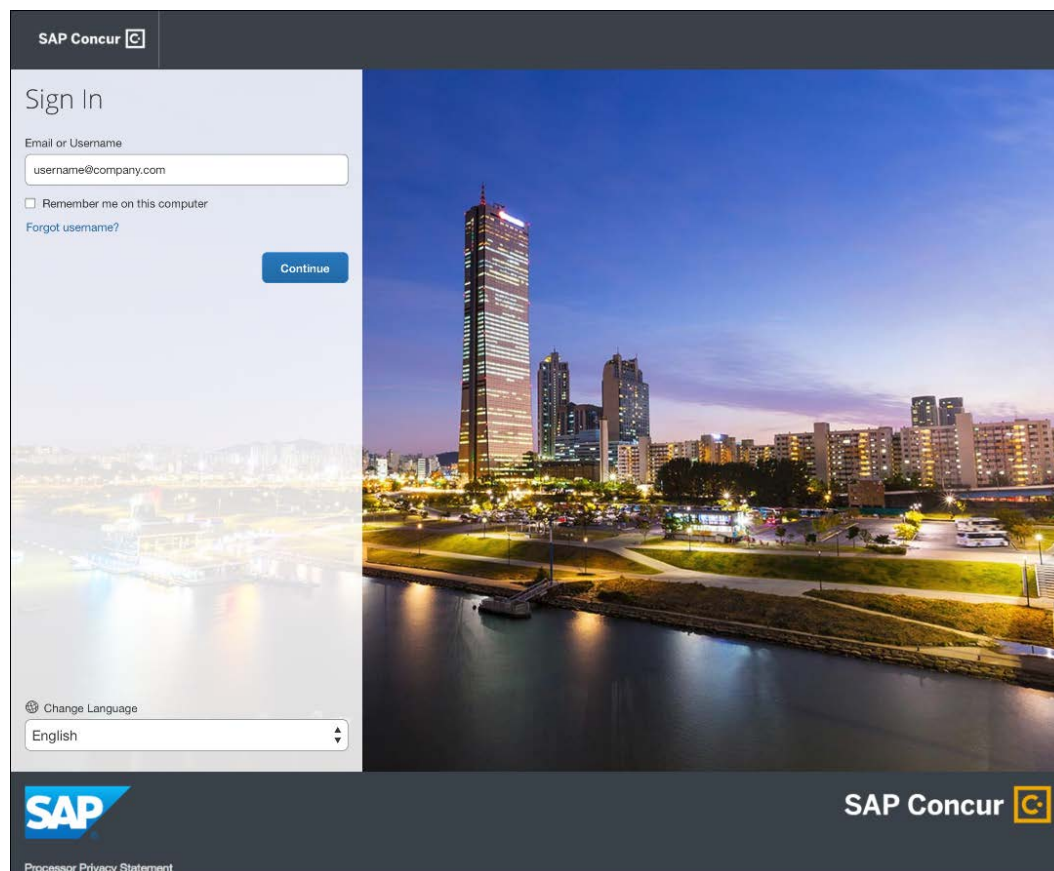 SAP Concur
Sign In
Email or Username
username@company.com
Remember me on this computer
Forgot username?
Continue
Change Language
English
SAP
SAP Concur
Processor Privacy Statement